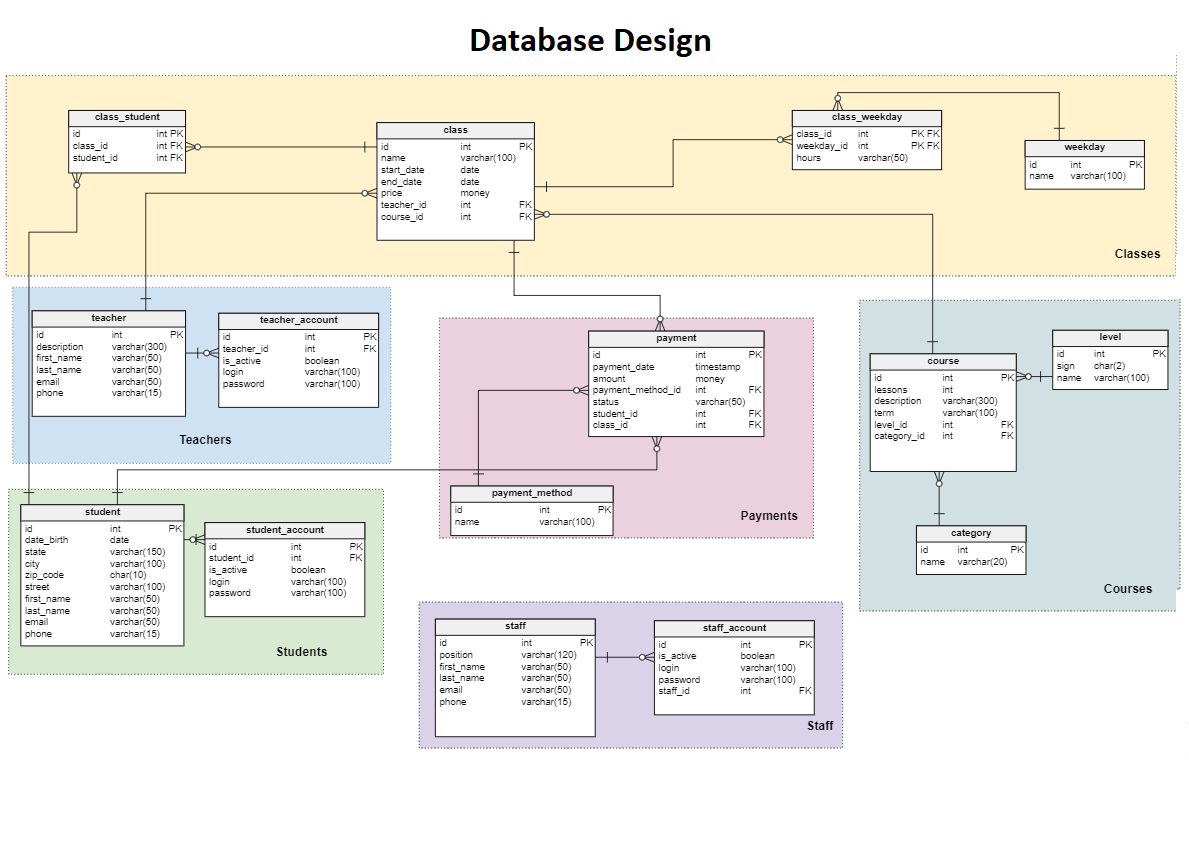 Database Design
class_student
id int PK
class_id int FK
student_id int FK
class
id int PK
name varchar(100)
start_date date
end_date date
price money
teacher_id int FK
course_id int FK
class_weekday
class_id int PK FK
weekday_id int PK FK
hours varchar(50)
weekday
id int PK
name varchar(100)
Classes
teacher
id int PK
description varchar(300)
first_name varchar(50)
last_name varchar(50)
email varchar(50)
phone varchar(15)
teacher_account
id int PK
teacher_id int FK
is_active boolean
login varchar(100)
password varchar(100)
Teachers
payment
id int PK
payment_date timestamp
amount money
payment_method_id int FK
status varchar(50)
student_id int FK
class_id int FK
payment_method
id int PK
name varchar(100)
Payments
course
id int PK
lessons int
description varchar(300)
term varchar(100)
level_id int FK
category_id int FK
level
id int PK
sign char(2)
name varchar(100)
category
id int PK
name varchar(20)
Courses
student
id int PK
date_birth date
state varchar(150)
city varchar(100)
zip_code char(10)
street varchar(100)
first_name varchar(50)
last_name varchar(50)
email varchar(50)
phone varchar(15)
student_account
id int PK
student_id int FK
is_active boolean
login varchar(100)
password varchar(100)
Students
staff
id int PK
position varchar(120)
first_name varchar(50)
last_name varchar(50)
email varchar(50)
phone varchar(15)
staff_account
id int PK
is_active boolean
login varchar(100)
password varchar(100)
staff_id int FK
Staff